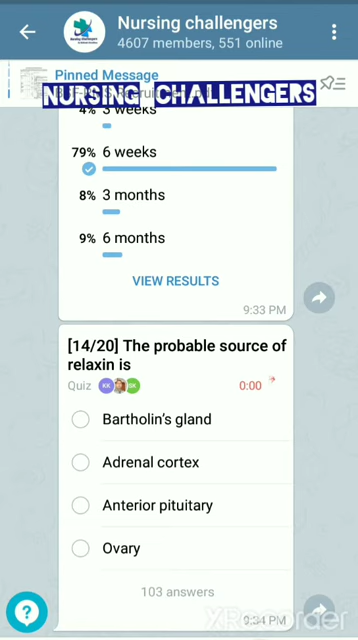 Nursing challengers
4607 members, 551 online
Pinned Message
NURSING CHALLENGERS
4% 3 weeks
79% 6 weeks
8% 3 months
9% 6 months
VIEW RESULTS
9:33 PM
[14/20] The probable source of
relaxin is
Quiz KK GK 0:00
Bartholin's gland
Adrenal cortex
Anterior pituitary
Ovary
103 answers
9:34 PM
XRecorder